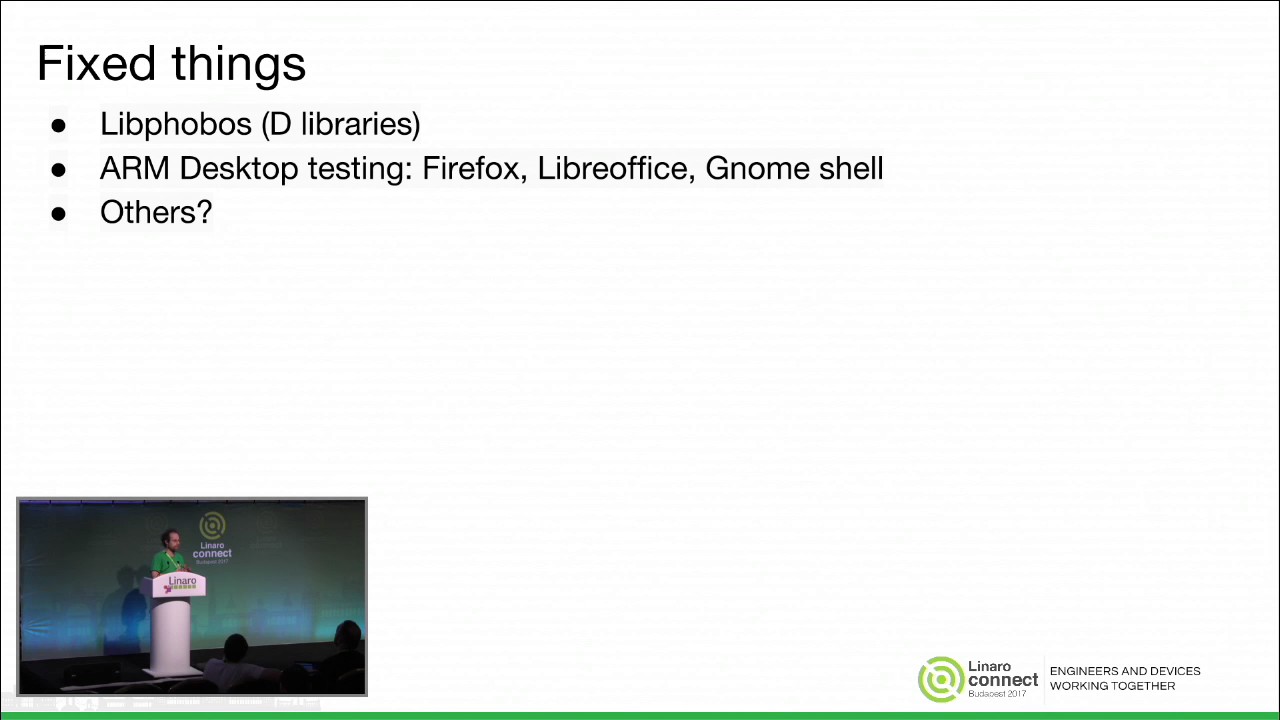 Fixed things
● Libphobos (D libraries)
● ARM Desktop testing: Firefox, Libreoffice, Gnome shell
● Others?
Linaro
connect
Budapest 2017
Linaro
Linaro
connect
Budapest 2017
ENGINEERS AND DEVICES
WORKING TOGETHER